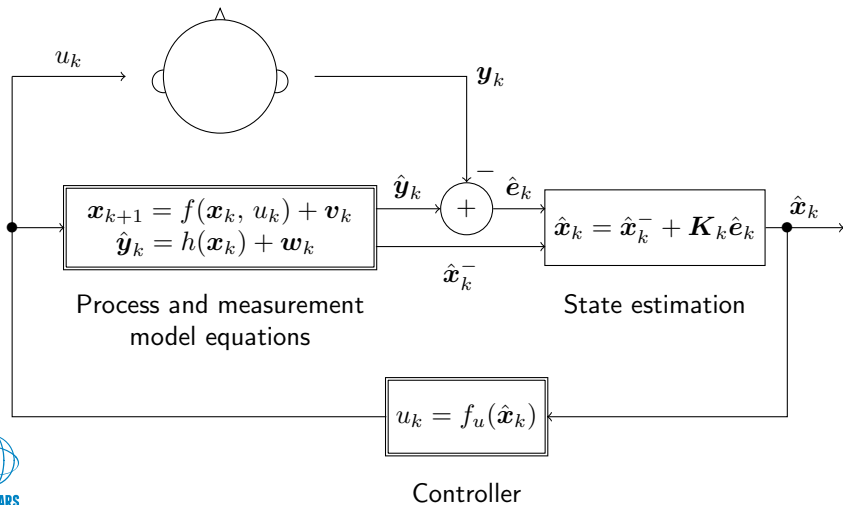 u_k
𝒚_k
−
ŷ_k
ê_k
x_{k+1} = f(x_k, u_k) + v_k
ŷ_k = h(x_k) + w_k
+
x̂_k = x̂_k^- + K_k ê_k
x̂_k
x̂_k^-
Process and measurement
model equations
State estimation
u_k = f_u(x̂_k)
Controller